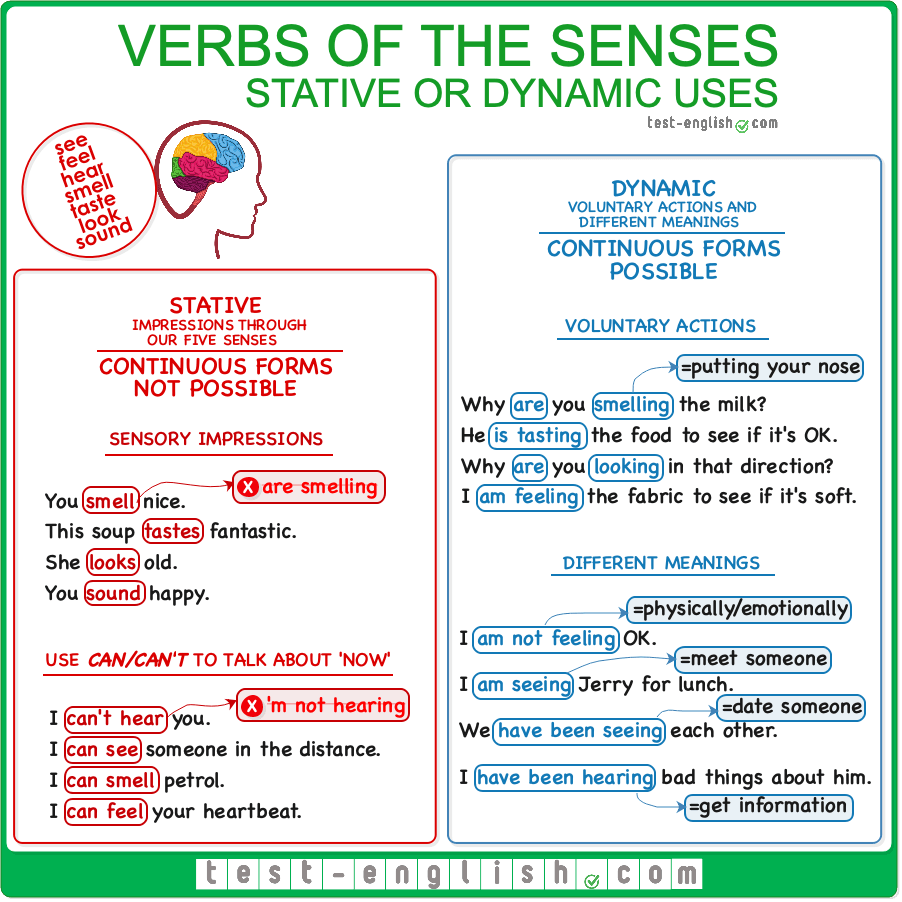 VERBS OF THE SENSES
STATIVE OR DYNAMIC USES
test-english.com
see
feel
hear
smell
taste
look
sound
STATIVE
IMPRESSIONS THROUGH
OUR FIVE SENSES
CONTINUOUS FORMS
NOT POSSIBLE
SENSORY IMPRESSIONS
X are smelling
You smell nice.
This soup tastes fantastic.
She looks old.
You sound happy.
USE CAN/CAN'T TO TALK ABOUT 'NOW'
X 'm not hearing
I can't hear you.
I can see someone in the distance.
I can smell petrol.
I can feel your heartbeat.
DYNAMIC
VOLUNTARY ACTIONS AND
DIFFERENT MEANINGS
CONTINUOUS FORMS
POSSIBLE
VOLUNTARY ACTIONS
=putting your nose
Why are you smelling the milk?
He is tasting the food to see if it's OK.
Why are you looking in that direction?
I am feeling the fabric to see if it's soft.
DIFFERENT MEANINGS
=physically/emotionally
I am not feeling OK.
=meet someone
I am seeing Jerry for lunch.
=date someone
We have been seeing each other.
I have been hearing bad things about him.
=get information
test-english.com